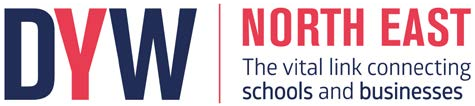 DYW
NORTH EAST
The vital link connecting
schools and businesses